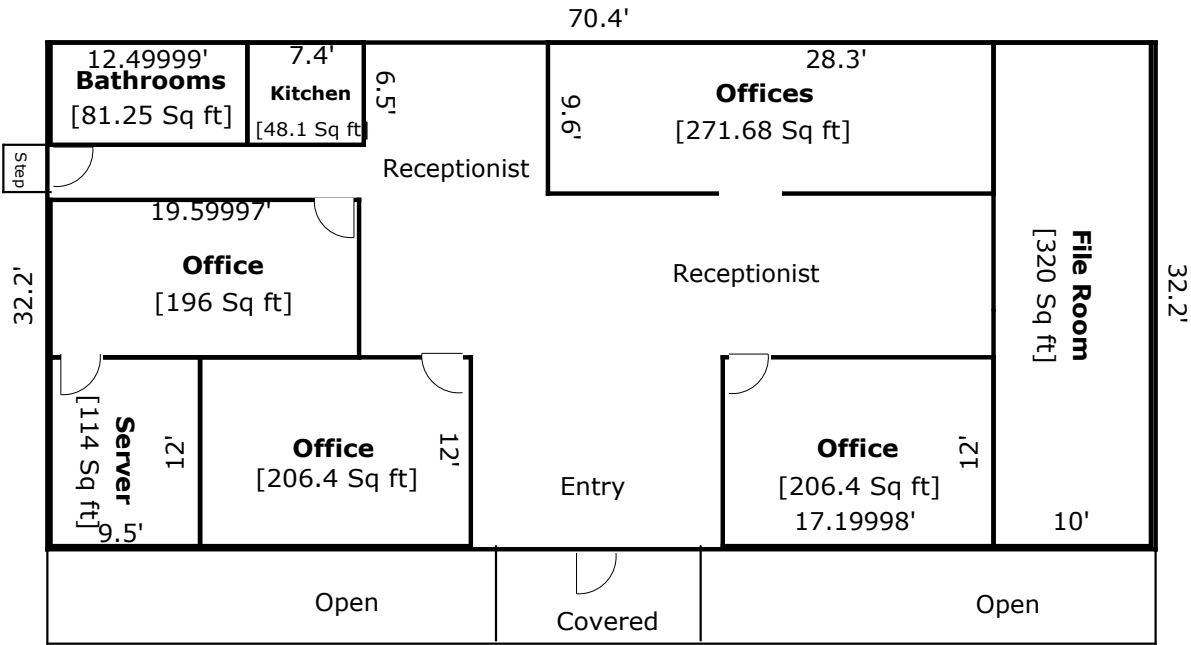 70.4'
12.49999'
Bathrooms
[81.25 Sq ft]
7.4'
Kitchen
[48.1 Sq ft]
6.5'
28.3'
Offices
[271.68 Sq ft]
9.6'
Step
Receptionist
19.59997'
Office
[196 Sq ft]
Receptionist
File Room
[320 Sq ft]
32.2'
32.2'
Server
[114 Sq ft]
12'
9.5'
Office
[206.4 Sq ft]
12'
Entry
Office
[206.4 Sq ft]
17.19998'
12'
10'
Open
Covered
Open